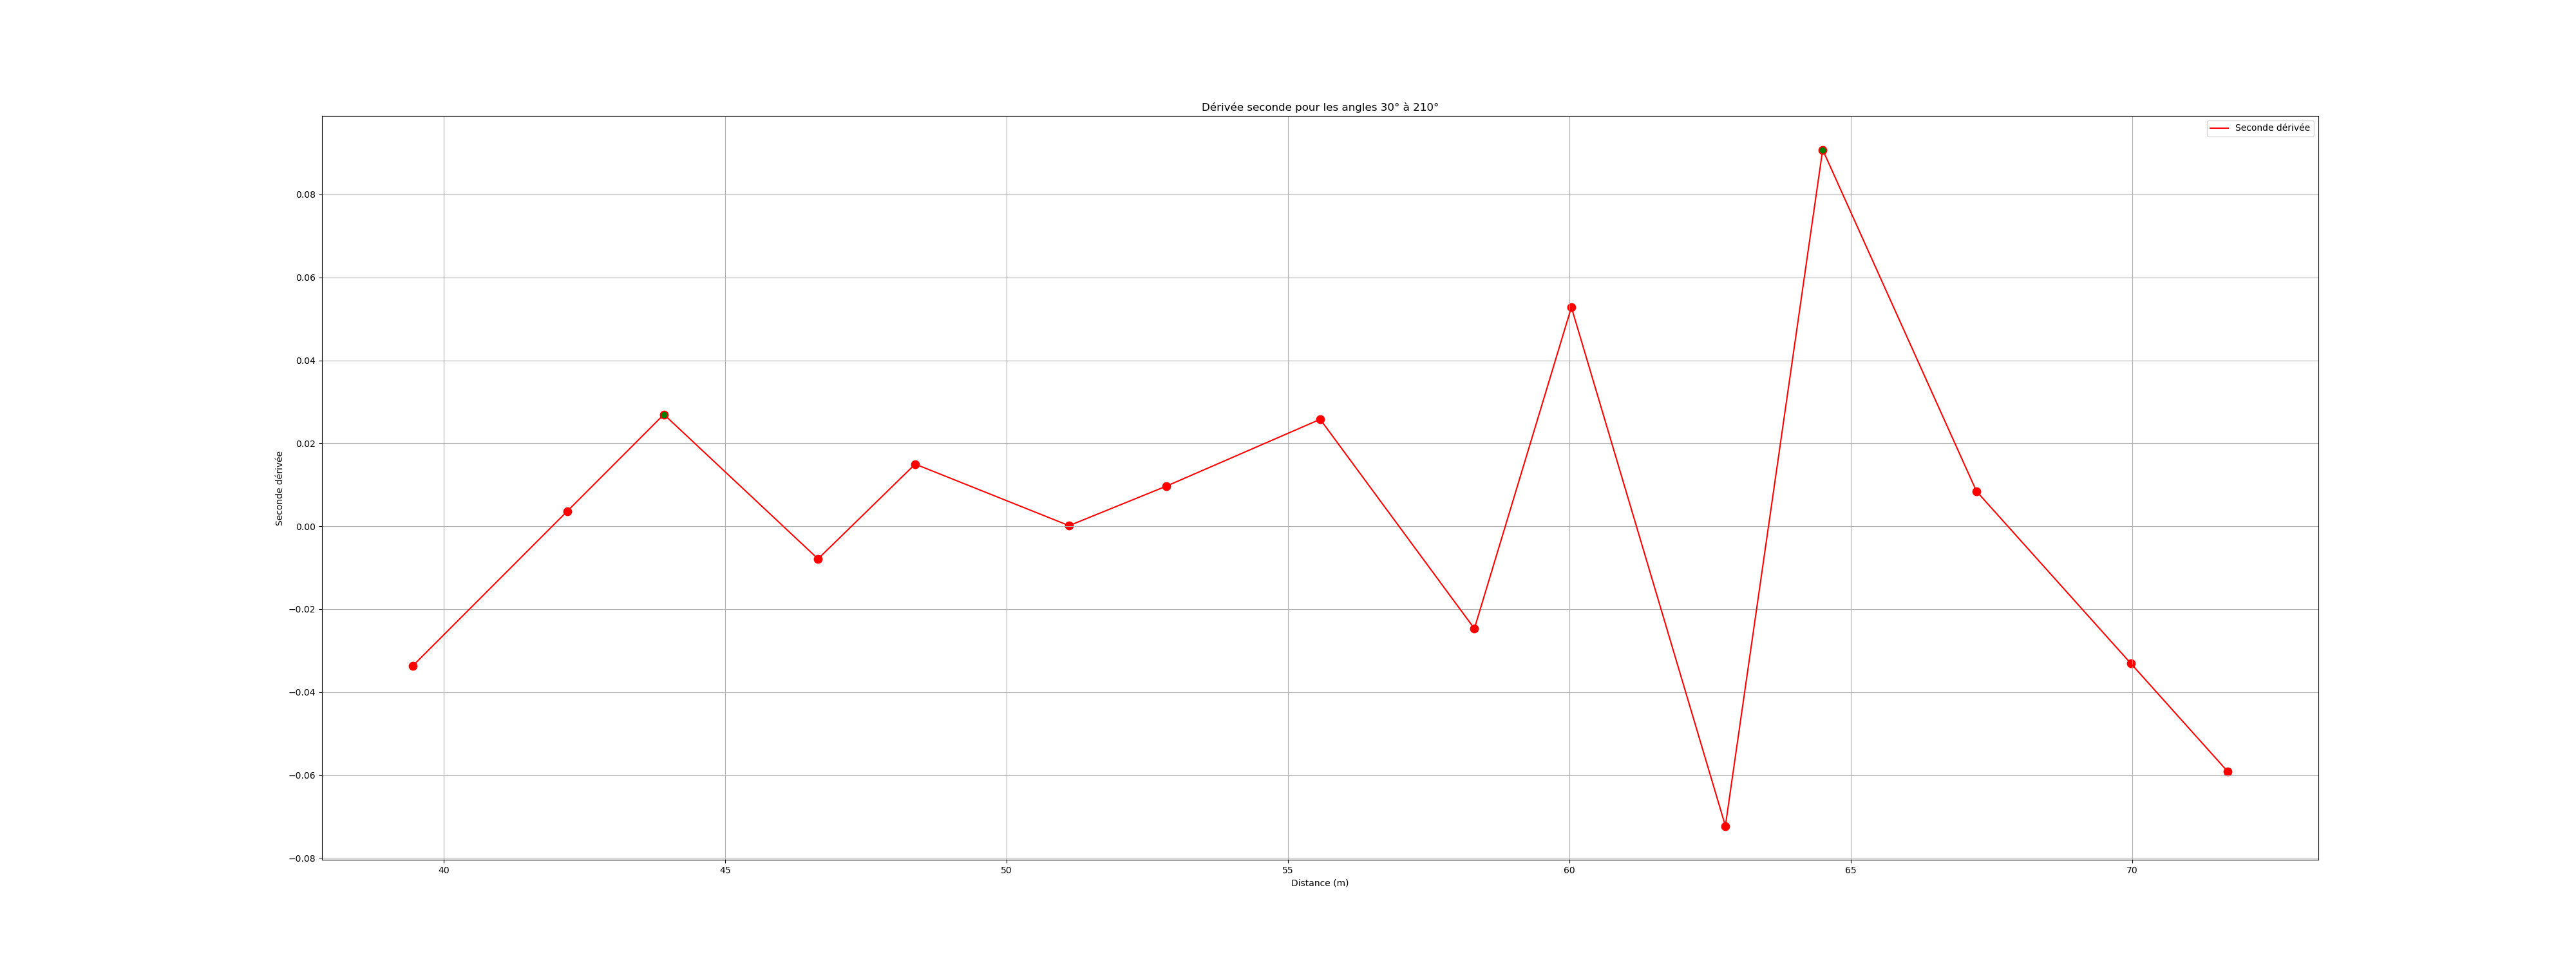 Dérivée seconde pour les angles 30° à 210°
Seconde dérivée
0.08
0.06
0.04
0.02
0.00
−0.02
−0.04
−0.06
−0.08
Seconde dérivée
40 45 50 55 60 65 70
Distance (m)